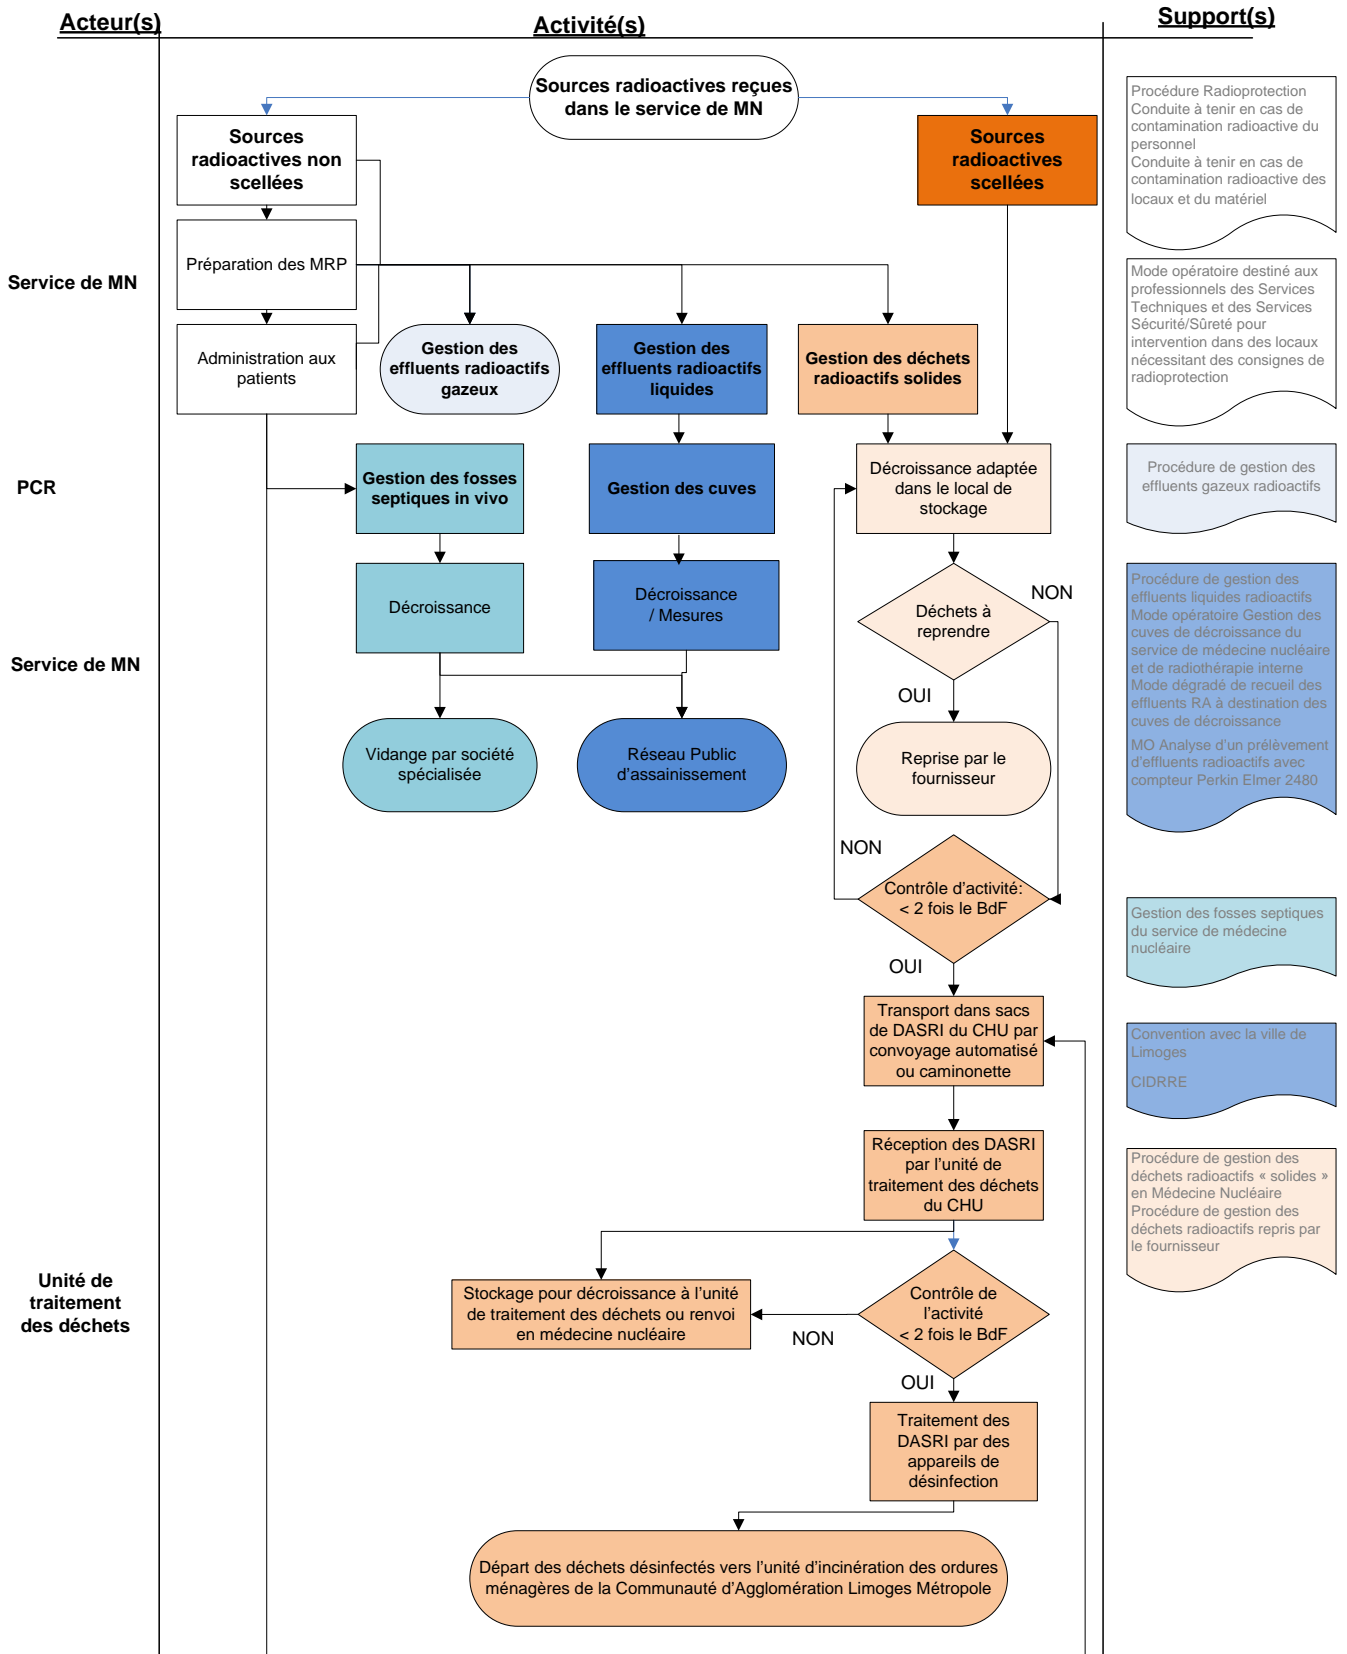 Acteur(s)
Activité(s)
Support(s)
Sources radioactives reçues
dans le service de MN
Sources
radioactives non
scellées
Sources
radioactives
scellées
Procédure Radioprotection
Conduite à tenir en cas de
contamination radioactive du
personnel
Conduite à tenir en cas de
contamination radioactive des
locaux et du matériel
Service de MN
Préparation des MRP
Administration aux
patients
Gestion des
effluents radioactifs
gazeux
Gestion des
effluents radioactifs
liquides
Gestion des déchets
radioactifs solides
Mode opératoire destiné aux
professionnels des Services
Techniques et des Services
Sécurité/Sûreté pour
intervention dans des locaux
nécessitant des consignes de
radioprotection
PCR
Gestion des fosses
septiques in vivo
Gestion des cuves
Décroissance adaptée
dans le local de
stockage
Procédure de gestion des
effluents gazeux radioactifs
Service de MN
Décroissance
Décroissance
/ Mesures
Déchets à
reprendre
NON
OUI
Procédure de gestion des
effluents liquides radioactifs
Mode opératoire Gestion des
cuves de décroissance du
service de médecine nucléaire
et de radiothérapie interne
Mode dégradé de recueil des
effluents RA à destination des
cuves de décroissance
MO Analyse d'un prélèvement
d'effluents radioactifs avec
compteur Perkin Elmer 2480
Vidange par société
spécialisée
Réseau Public
d'assainissement
Reprise par le
fournisseur
NON
Contrôle d'activité:
< 2 fois le BdF
OUI
Gestion des fosses septiques
du service de médecine
nucléaire
Transport dans sacs
de DASRI du CHU par
convoyage automatisé
ou caminonette
Convention avec la ville de
Limoges
CIDRRE
Réception des DASRI
par l'unité de
traitement des déchets
du CHU
Procédure de gestion des
déchets radioactifs « solides »
en Médecine Nucléaire
Procédure de gestion des
déchets radioactifs repris par
le fournisseur
Unité de
traitement
des déchets
Stockage pour décroissance à l'unité
de traitement des déchets ou renvoi
en médecine nucléaire
NON
Contrôle de
l'activité
< 2 fois le BdF
OUI
Traitement des
DASRI par des
appareils de
désinfection
Départ des déchets désinfectés vers l'unité d'incinération des ordures
ménagères de la Communauté d'Agglomération Limoges Métropole